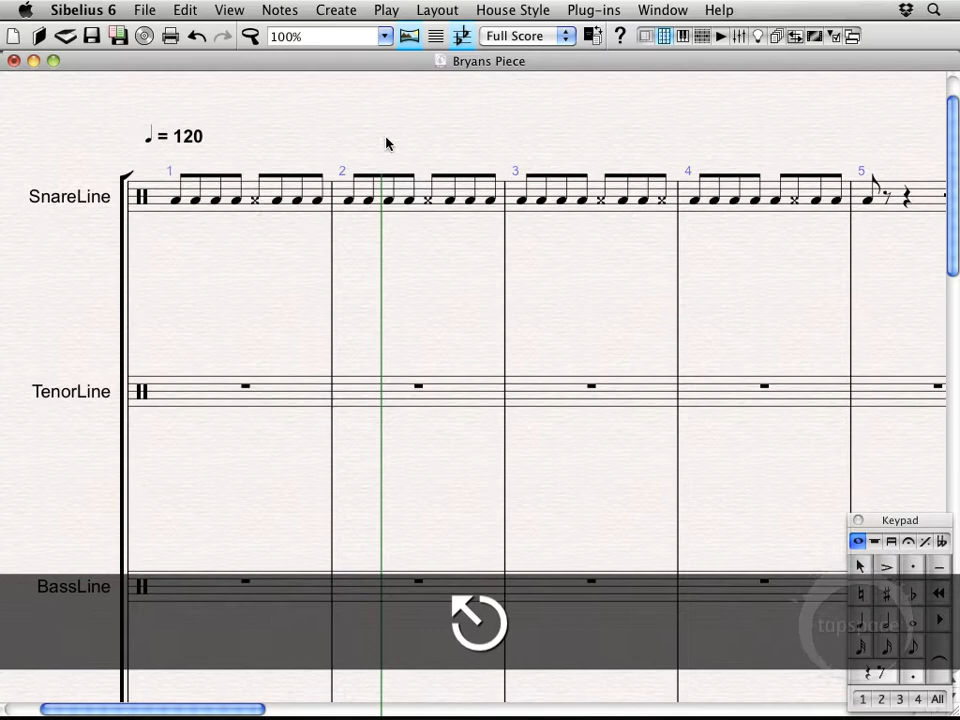 Sibelius 6 File Edit View Notes Create Play Layout House Style Plug-ins Window Help
100% Full Score ?
Bryans Piece
= 120
1 2 3 4 5
SnareLine
TenorLine
Keypad
BassLine
tapspace
1 2 3 4 All